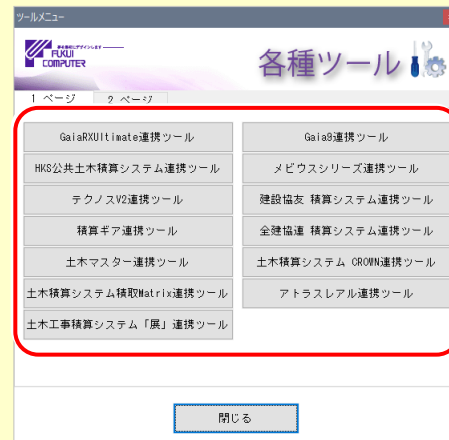 ツールメニュー
FUKUI
COMPUTER
各種ツール
1 ページ
2 ページ
GaiaRXUltimate連携ツール
Gaia9連携ツール
HKS公共土木積算システム連携ツール
メビウスシリーズ連携ツール
テクノスV2連携ツール
建設協友 積算システム連携ツール
積算ギア連携ツール
全建協連 積算システム連携ツール
土木マスター連携ツール
土木積算システム CROWN連携ツール
土木積算システム積取Matrix連携ツール
アトラスレアル連携ツール
土木工事積算システム「展」連携ツール
閉じる